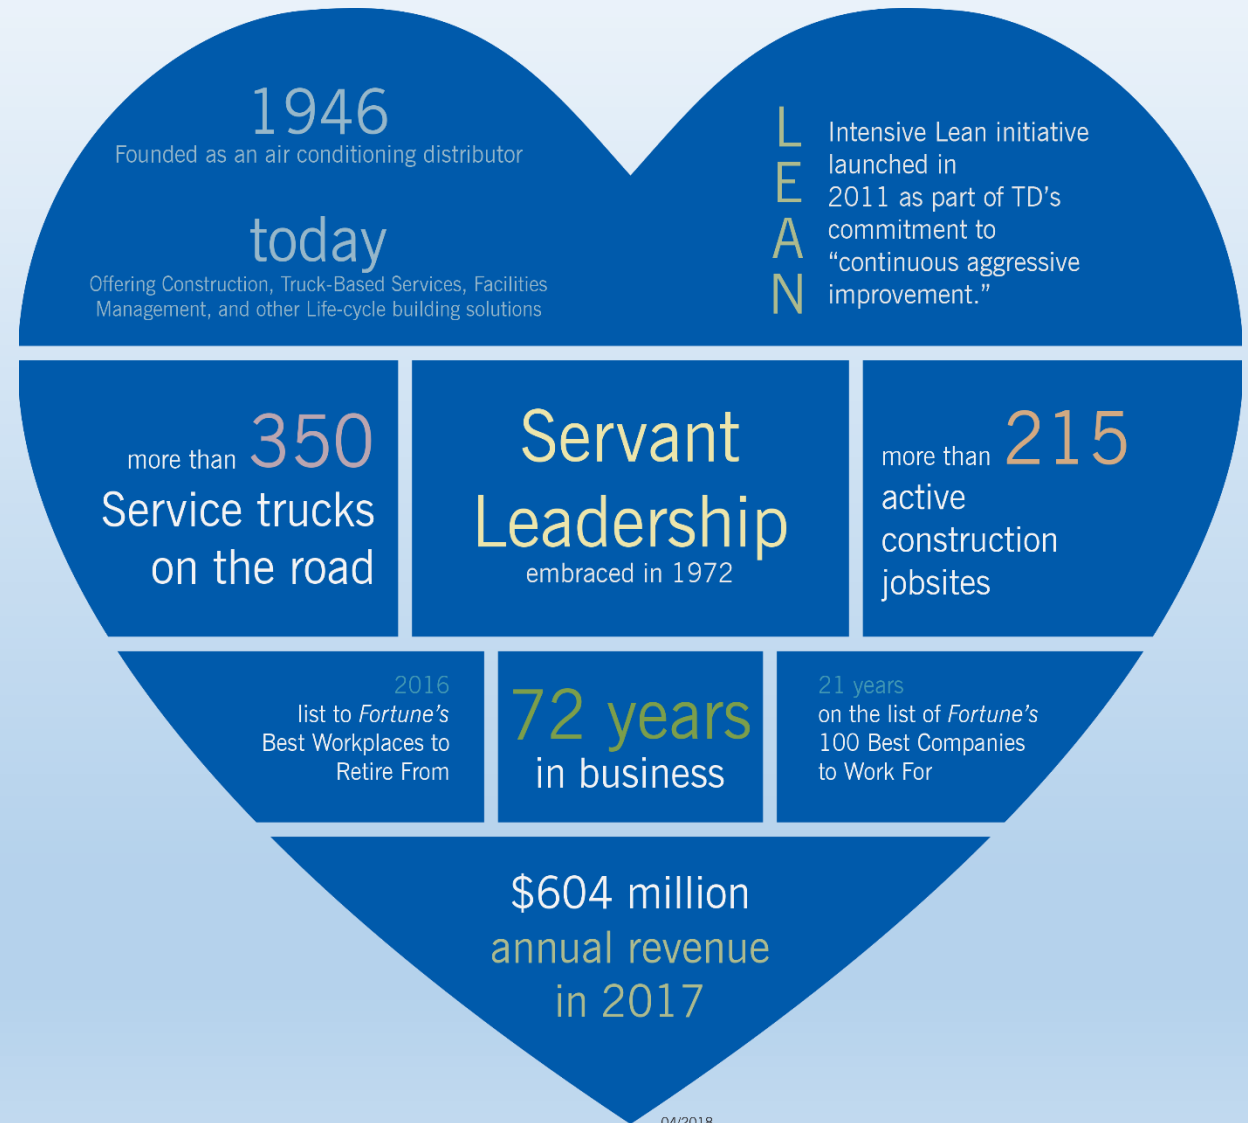 1946
Founded as an air conditioning distributor
today
Offering Construction, Truck-Based Services, Facilities
Management, and other Life-cycle building solutions
LEAN
Intensive Lean initiative
launched in
2011 as part of TD’s
commitment to
“continuous aggressive
improvement.”
more than 350
Service trucks
on the road
Servant
Leadership
embraced in 1972
more than 215
active
construction
jobsites
2016
list to Fortune’s
Best Workplaces to
Retire From
72 years
in business
21 years
on the list of Fortune’s
100 Best Companies
to Work For
$604 million
annual revenue
in 2017
04/2018